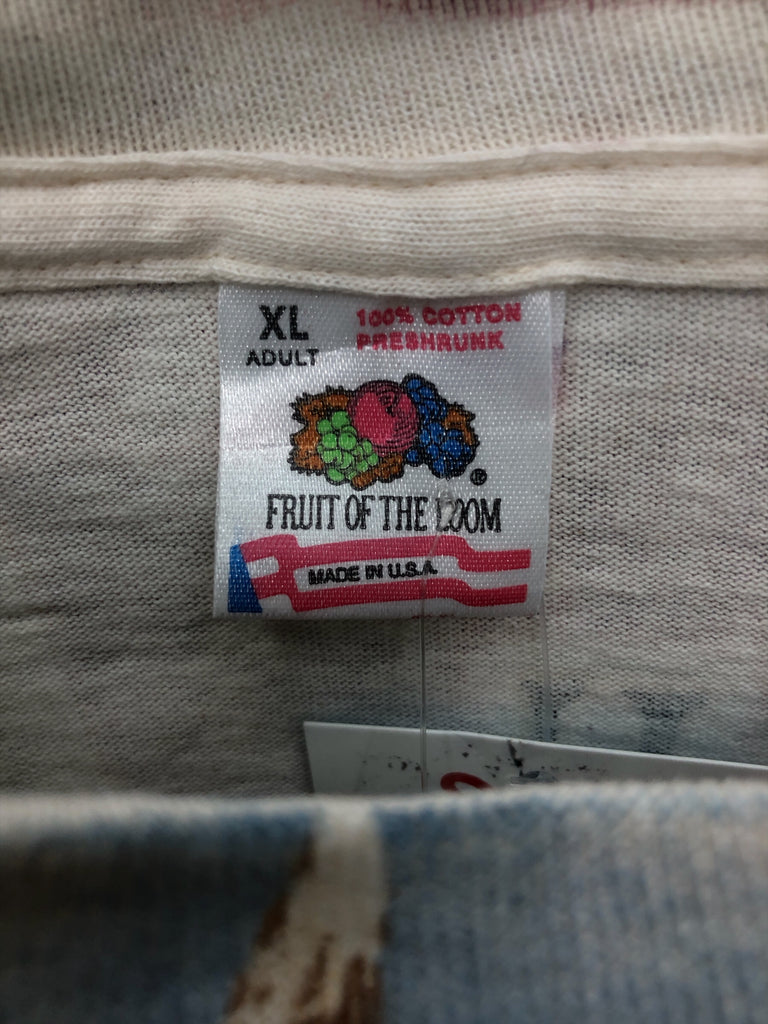 XL
ADULT
100% COTTON
PRESHRUNK
®
FRUIT OF THE LOOM
MADE IN U.S.A.